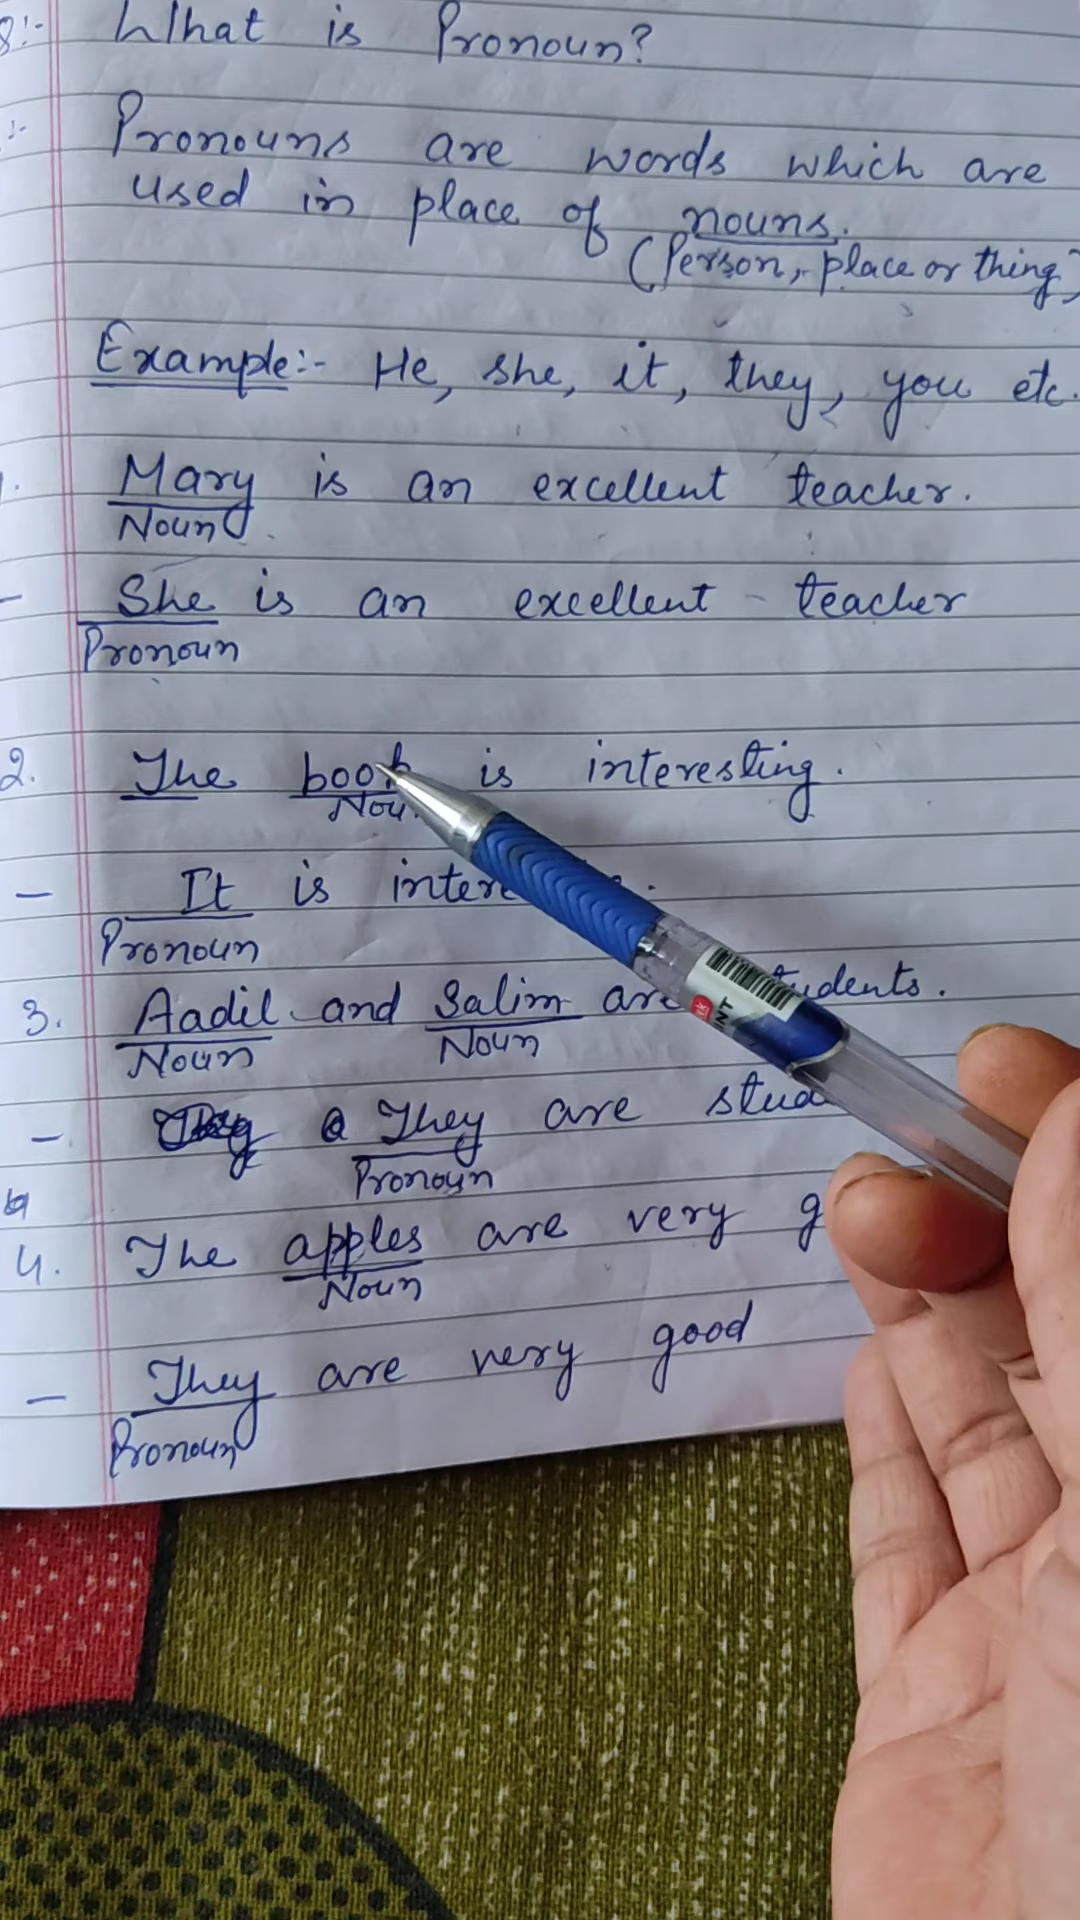 8:- What is Pronoun?
:- Pronouns are words which are
used in place of nouns.
(Person, place or thing)
Example:- He, she, it, they, you etc.
1. Mary is an excellent teacher.
Noun
- She is an excellent teacher
Pronoun
2. The book is interesting.
Noun
- It is
Pronoun
3. Aadil and Salim are students.
Noun Noun
- They are
Pronoun
4. The apples are very
Noun
- They are very good
Pronoun